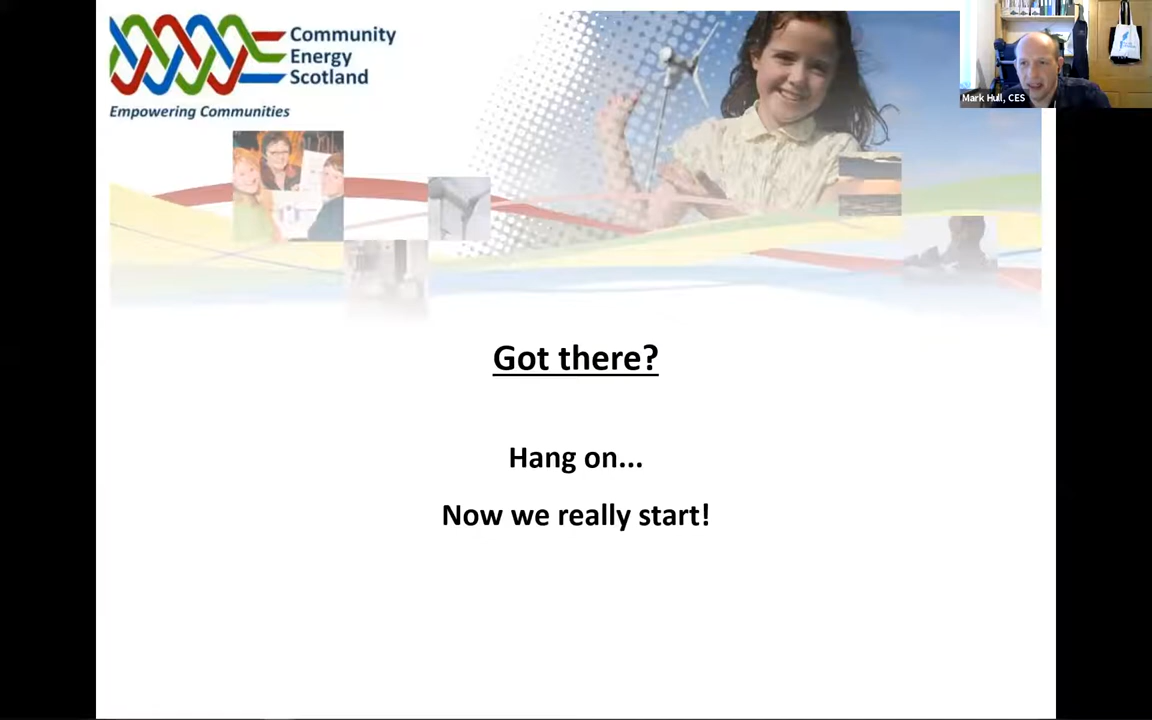 Community
Energy
Scotland
Empowering Communities
Mark Hull, CES
Got there?
Hang on...
Now we really start!